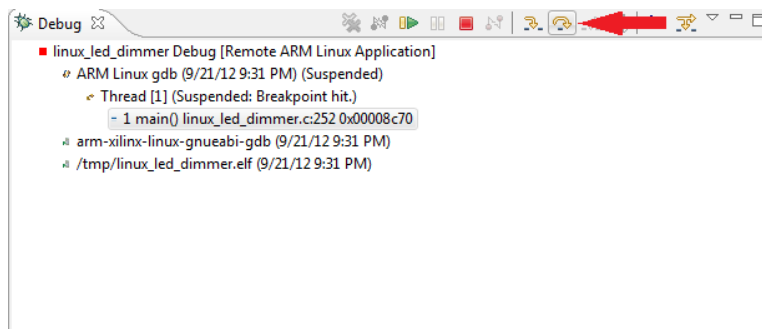 Debug
linux_led_dimmer Debug [Remote ARM Linux Application]
ARM Linux gdb (9/21/12 9:31 PM) (Suspended)
Thread [1] (Suspended: Breakpoint hit.)
1 main() linux_led_dimmer.c:252 0x00008c70
arm-xilinx-linux-gnueabi-gdb (9/21/12 9:31 PM)
/tmp/linux_led_dimmer.elf (9/21/12 9:31 PM)